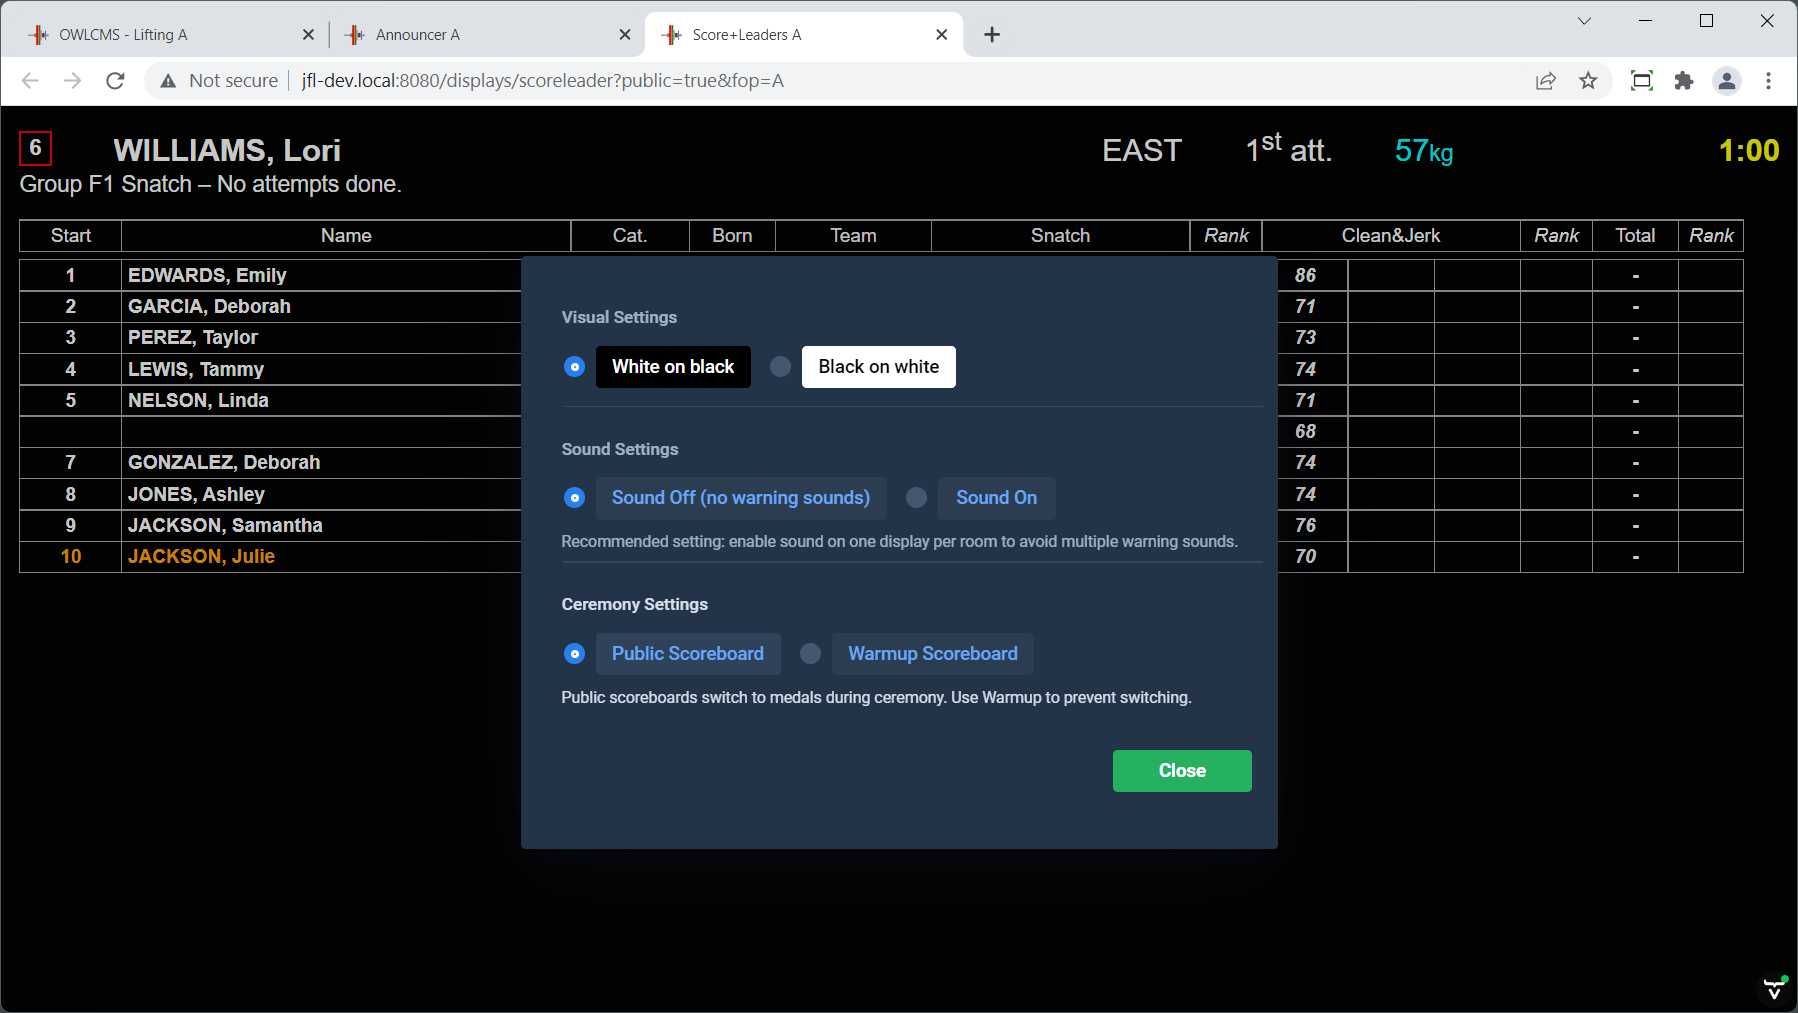 OWLCMS - Lifting A
Announcer A
Score+Leaders A
Not secure
jfl-dev.local:8080/displays/scoreleader?public=true&fop=A
6 WILLIAMS, Lori EAST 1st att. 57kg 1:00
Group F1 Snatch – No attempts done.
Start Name Cat. Born Team Snatch Rank Clean&Jerk Rank Total Rank
1 EDWARDS, Emily 86 -
2 GARCIA, Deborah 71 -
3 PEREZ, Taylor 73 -
4 LEWIS, Tammy 74 -
5 NELSON, Linda 71 -
68 -
7 GONZALEZ, Deborah 74 -
8 JONES, Ashley 74 -
9 JACKSON, Samantha 76 -
10 JACKSON, Julie 70 -
Visual Settings
White on black Black on white
Sound Settings
Sound Off (no warning sounds) Sound On
Recommended setting: enable sound on one display per room to avoid multiple warning sounds.
Ceremony Settings
Public Scoreboard Warmup Scoreboard
Public scoreboards switch to medals during ceremony. Use Warmup to prevent switching.
Close